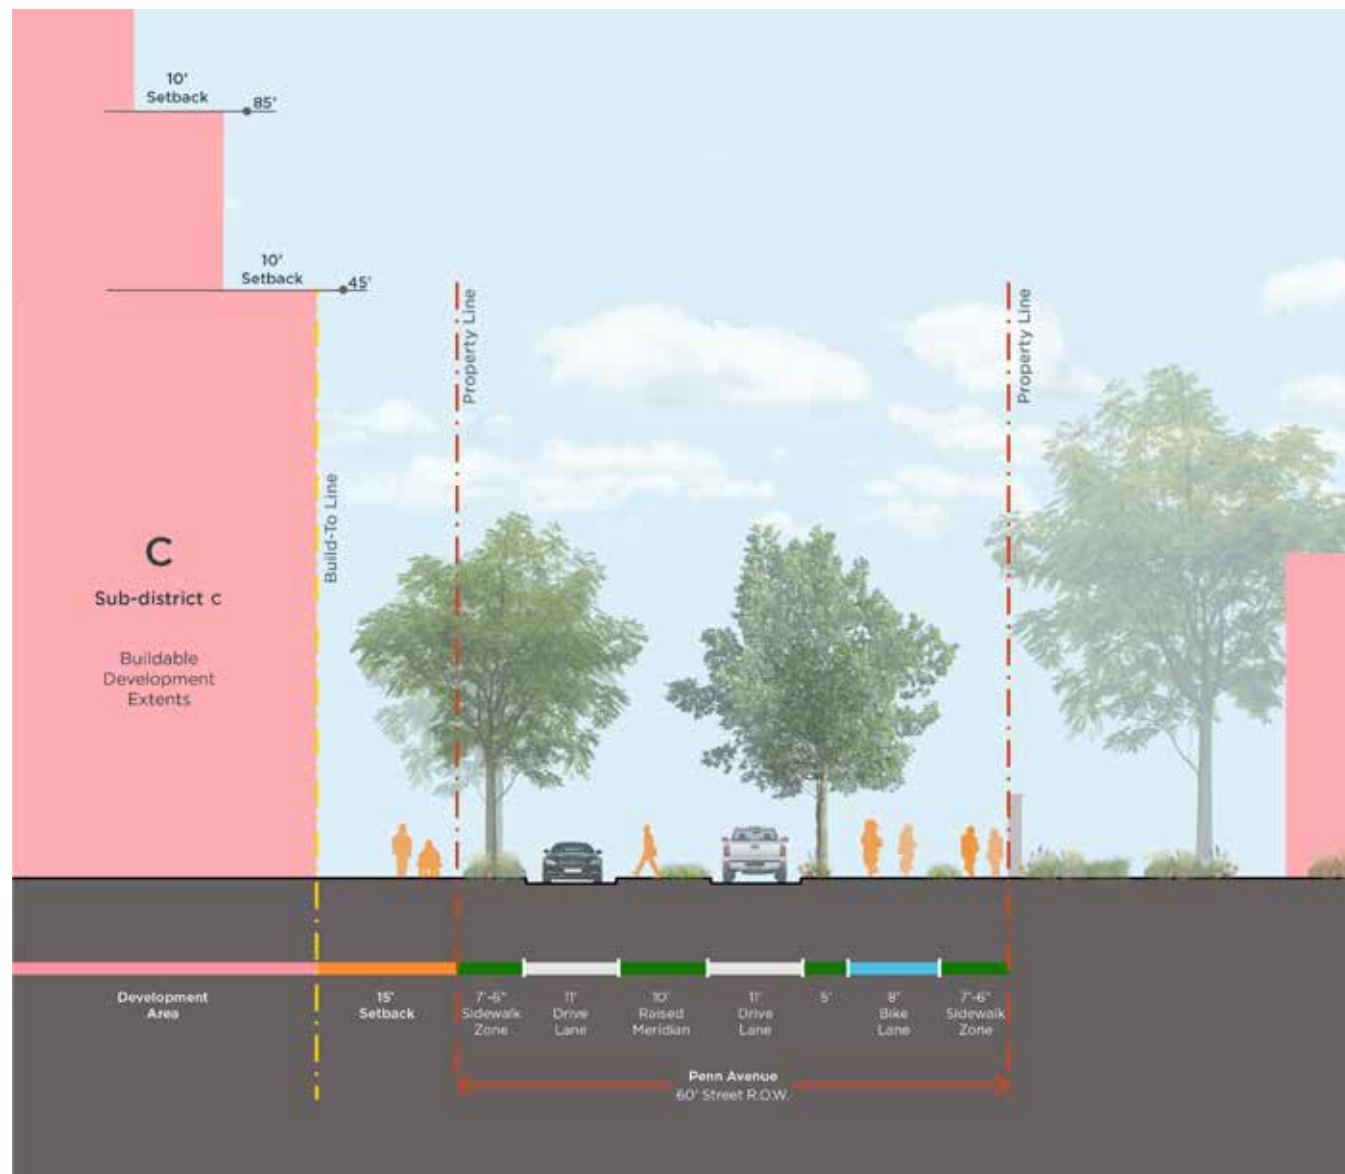 10'
Setback
85'
10'
Setback
45'
Property Line
Property Line
Build-To Line
C
Sub-district c
Buildable
Development
Extents
Development
Area
15'
Setback
7'-6"
Sidewalk
Zone
11'
Drive
Lane
10'
Raised
Meridian
11'
Drive
Lane
5'
8'
Bike
Lane
7'-6"
Sidewalk
Zone
Penn Avenue
60' Street R.O.W.